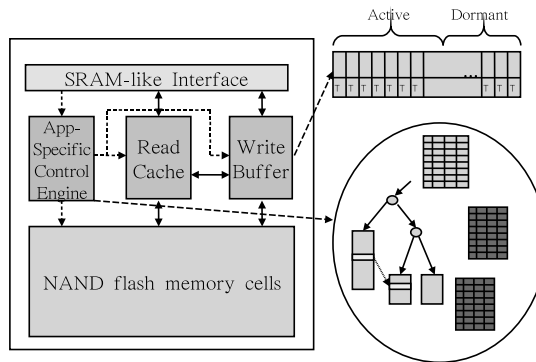 Active Dormant
SRAM-like Interface
T T T T T T T ... T T T
App-
Specific
Control
Engine
Read
Cache
Write
Buffer
NAND flash memory cells